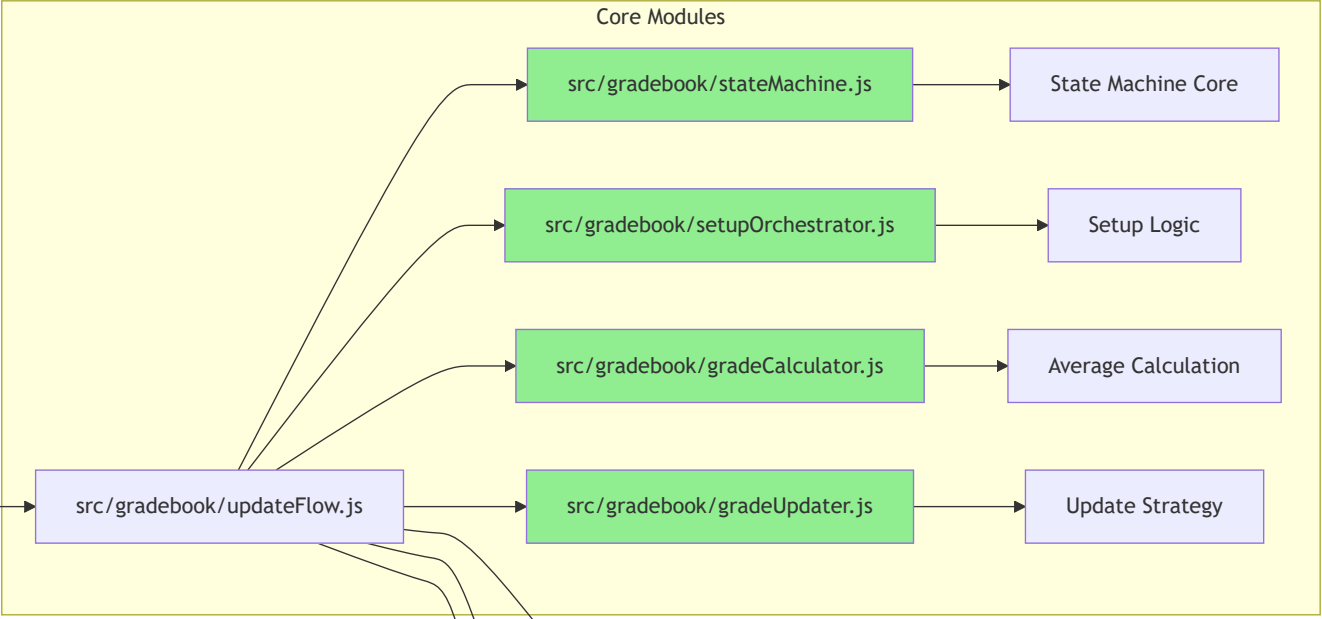 Core Modules
src/gradebook/stateMachine.js
State Machine Core
src/gradebook/setupOrchestrator.js
Setup Logic
src/gradebook/gradeCalculator.js
Average Calculation
src/gradebook/updateFlow.js
src/gradebook/gradeUpdater.js
Update Strategy